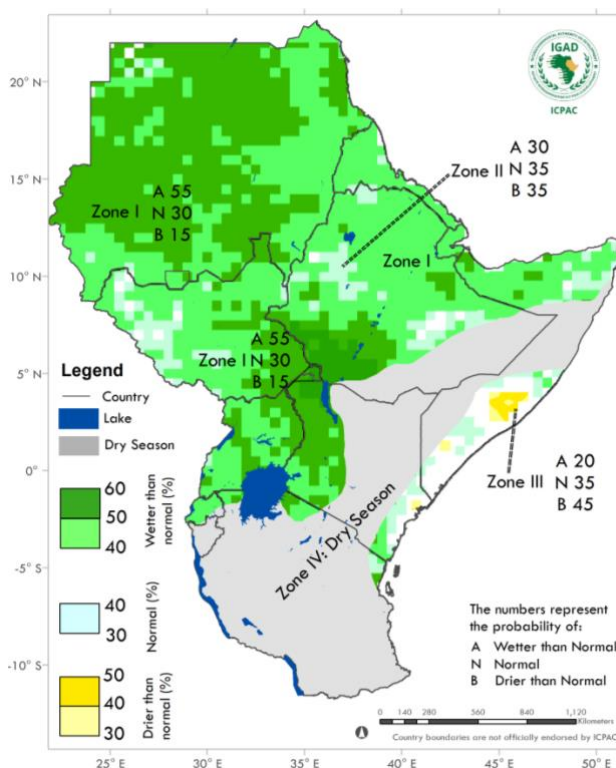 IGAD
ICPAC
20° N
15° N
10° N
5° N
0°
-5° S
-10° S
A 55
Zone I N 30
B 15
Zone II
A 30
N 35
B 35
Zone I
A 55
Zone I N 30
B 15
Zone III
A 20
N 35
B 45
Zone IV: Dry Season
Legend
Country
Lake
Dry Season
60
50
40
Wetter than
normal (%)
40
30
Normal (%)
50
40
30
Drier than
normal (%)
The numbers represent
the probability of:
A Wetter than Normal
N Normal
B Drier than Normal
0 140 280 560 840 1,120
Kilometers
Country boundaries are not officially endorsed by ICPAC
25° E 30° E 35° E 40° E 45° E 50° E